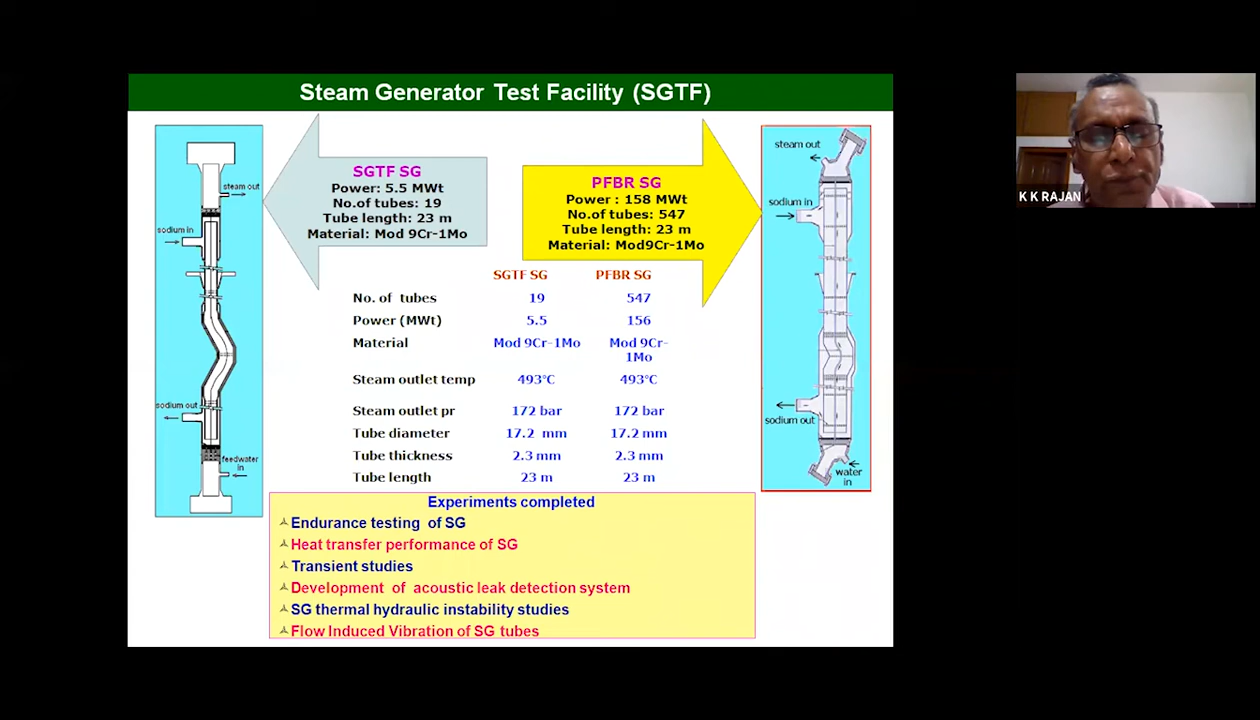 Steam Generator Test Facility (SGTF)
steam out
sodium in
sodium out
feedwater
in
SGTF SG
Power: 5.5 MWt
No.of tubes: 19
Tube length: 23 m
Material: Mod 9Cr-1Mo
PFBR SG
Power : 158 MWt
No.of tubes: 547
Tube length: 23 m
Material: Mod9Cr-1Mo
steam out
sodium in
sodium out
water
in
SGTF SG PFBR SG
No. of tubes 19 547
Power (MWt) 5.5 156
Material Mod 9Cr-1Mo Mod 9Cr-
1Mo
Steam outlet temp 493°C 493°C
Steam outlet pr 172 bar 172 bar
Tube diameter 17.2 mm 17.2 mm
Tube thickness 2.3 mm 2.3 mm
Tube length 23 m 23 m
Experiments completed
Endurance testing of SG
Heat transfer performance of SG
Transient studies
Development of acoustic leak detection system
SG thermal hydraulic instability studies
Flow Induced Vibration of SG tubes
K K RAJAN